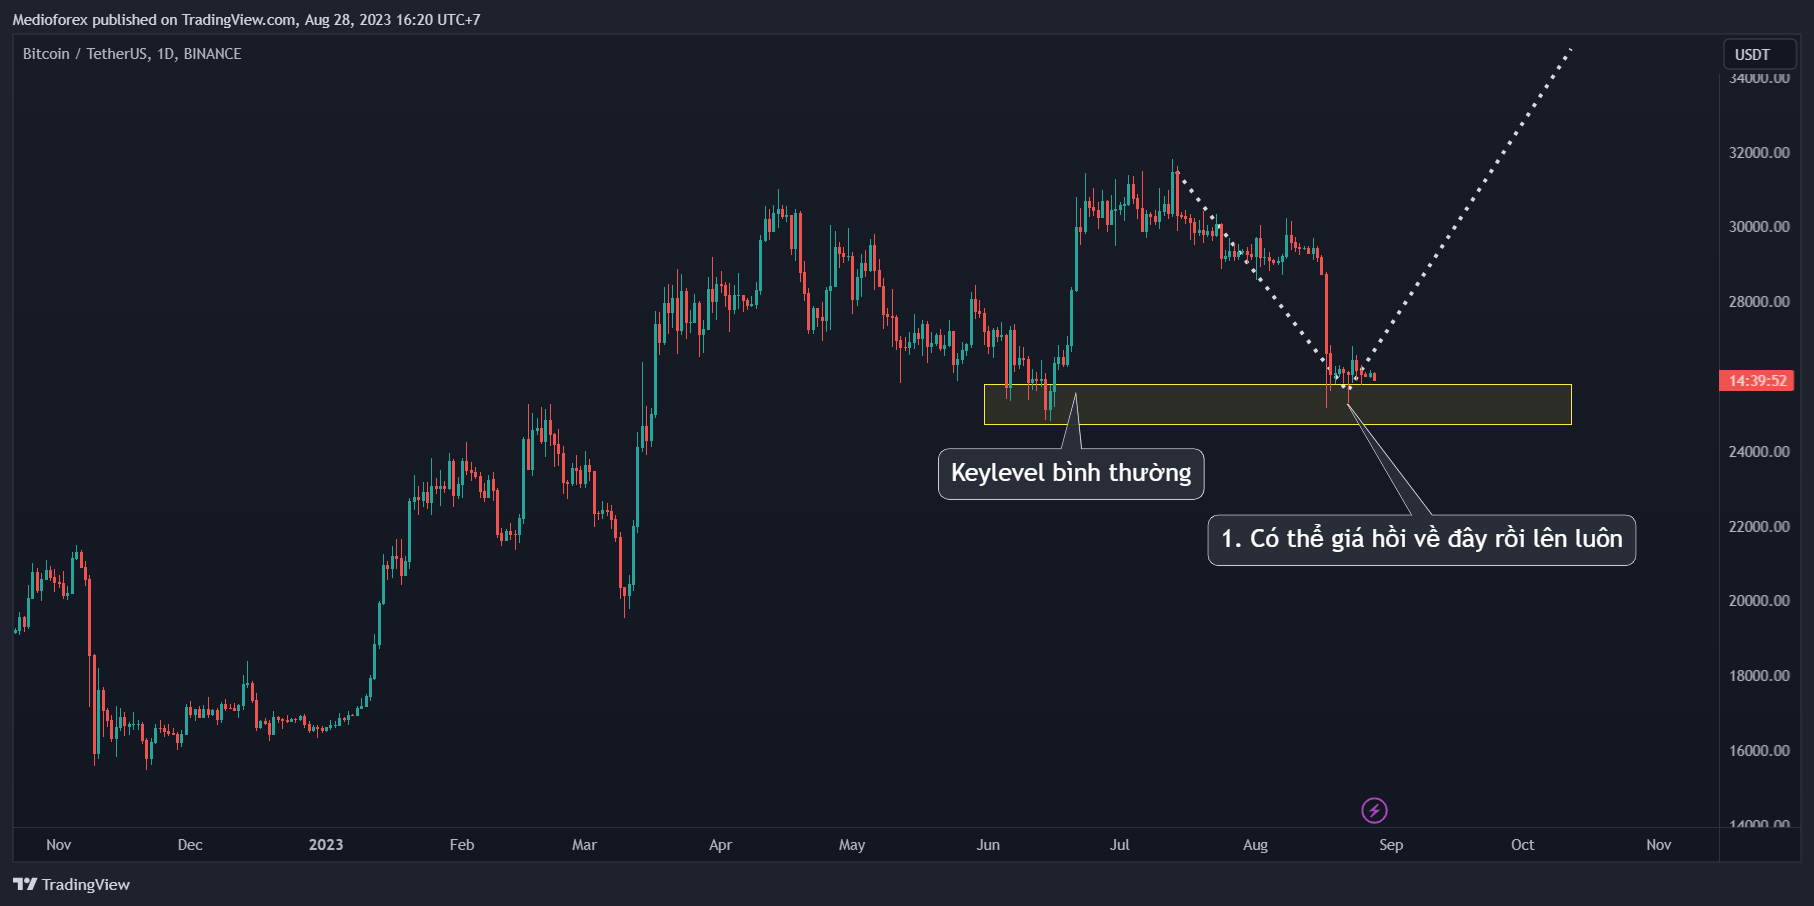 Medioforex published on TradingView.com, Aug 28, 2023 16:20 UTC+7
Bitcoin / TetherUS, 1D, BINANCE
USDT
34000.00
32000.00
30000.00
28000.00
14:39:52
24000.00
22000.00
20000.00
18000.00
16000.00
14000.00
Keylevel bình thường
1. Có thể giá hồi về đây rồi lên luôn
Nov Dec 2023 Feb Mar Apr May Jun Jul Aug Sep Oct Nov
TradingView